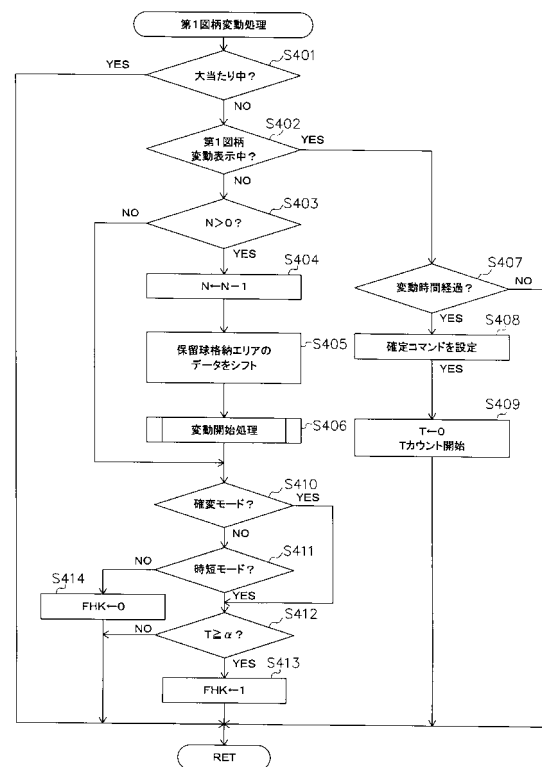 第1図柄変動処理
S401
大当たり中？
YES
NO
S402
第1図柄
変動表示中？
YES
NO
S403
N＞0？
NO
YES
S404
N←N−1
S405
保留球格納エリアの
データをシフト
S406
変動開始処理
S407
変動時間経過？
NO
YES
S408
確定コマンドを設定
YES
S409
T←0
Tカウント開始
S410
確変モード？
YES
NO
S411
時短モード？
NO
YES
S414
FHK←0
S412
T≧α？
NO
YES
S413
FHK←1
RET